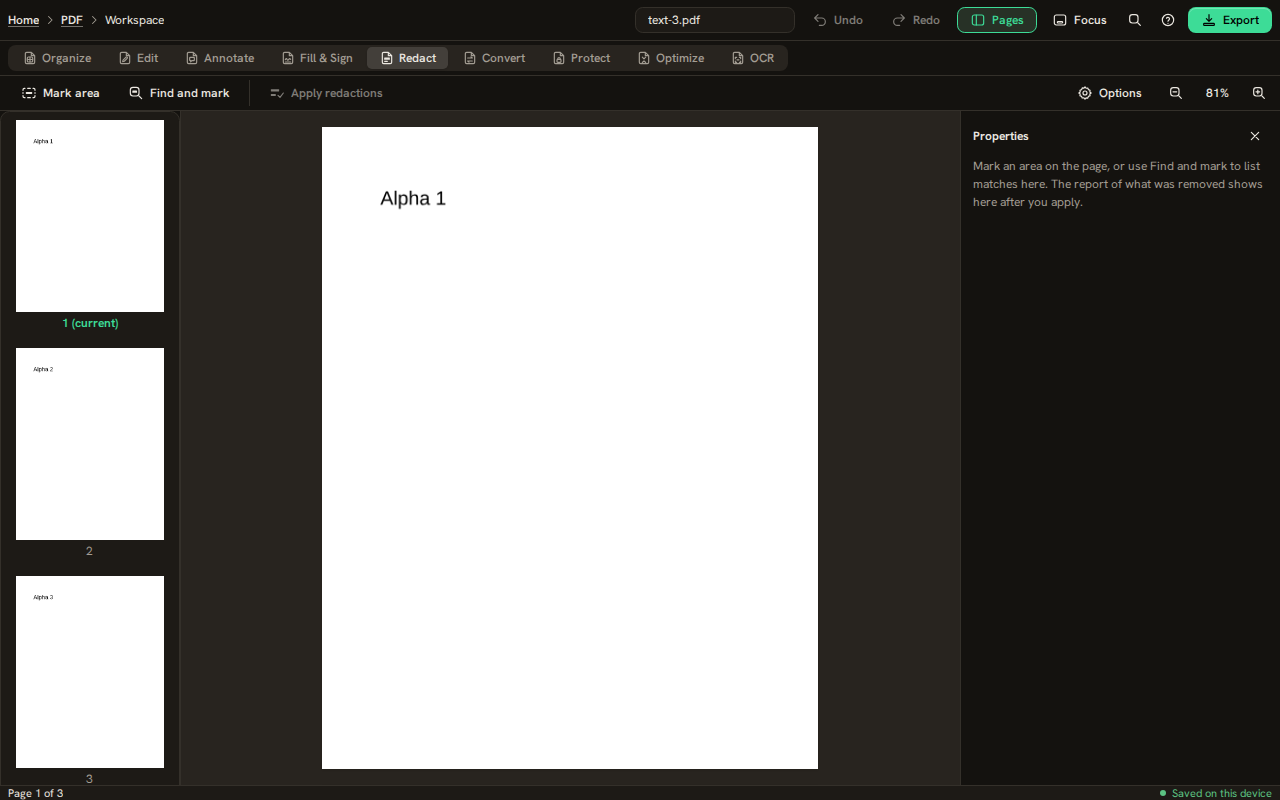 Home > PDF > Workspace
text-3.pdf
Undo
Redo
Pages
Focus
Export
Organize
Edit
Annotate
Fill & Sign
Redact
Convert
Protect
Optimize
OCR
Mark area
Find and mark
Apply redactions
Options
81%
Alpha 1
1 (current)
Alpha 2
2
Alpha 3
3
Alpha 1
Properties
Mark an area on the page, or use Find and mark to list
matches here. The report of what was removed shows
here after you apply.
Page 1 of 3
Saved on this device